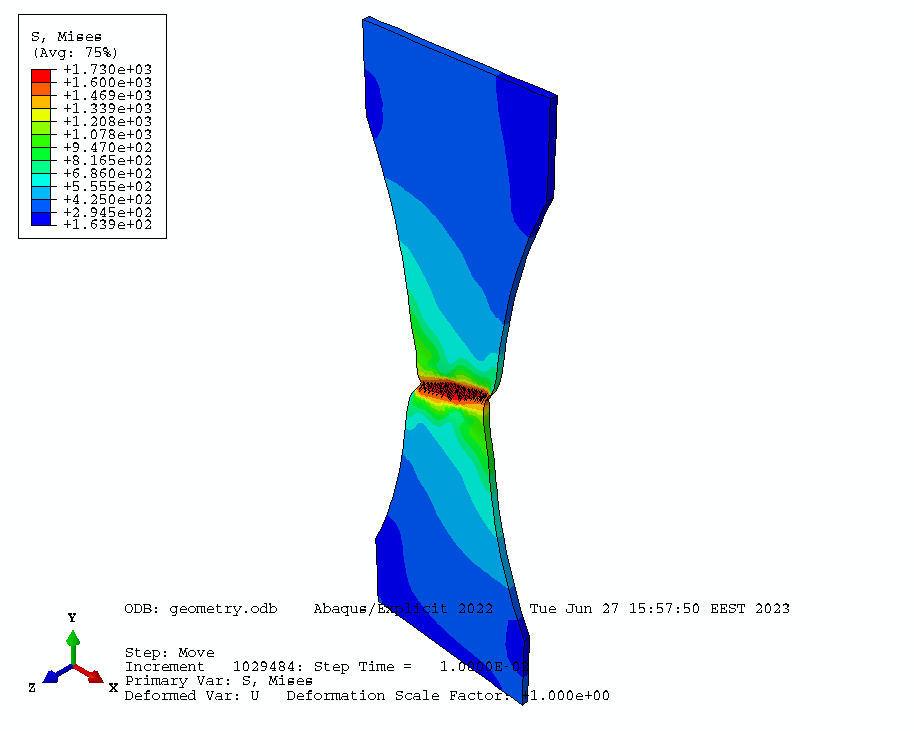 S, Mises
(Avg: 75%)
+1.730e+03
+1.600e+03
+1.469e+03
+1.339e+03
+1.208e+03
+1.078e+03
+9.470e+02
+8.165e+02
+6.860e+02
+5.555e+02
+4.250e+02
+2.945e+02
+1.639e+02
ODB: geometry.odb Abaqus/Explicit 2022 Tue Jun 27 15:57:50 EEST 2023
Y
Z
X
Step: Move
Increment 1029484: Step Time =
Primary Var: S, Mises
Deformed Var: U Deformation Scale Factor: +1.000e+00